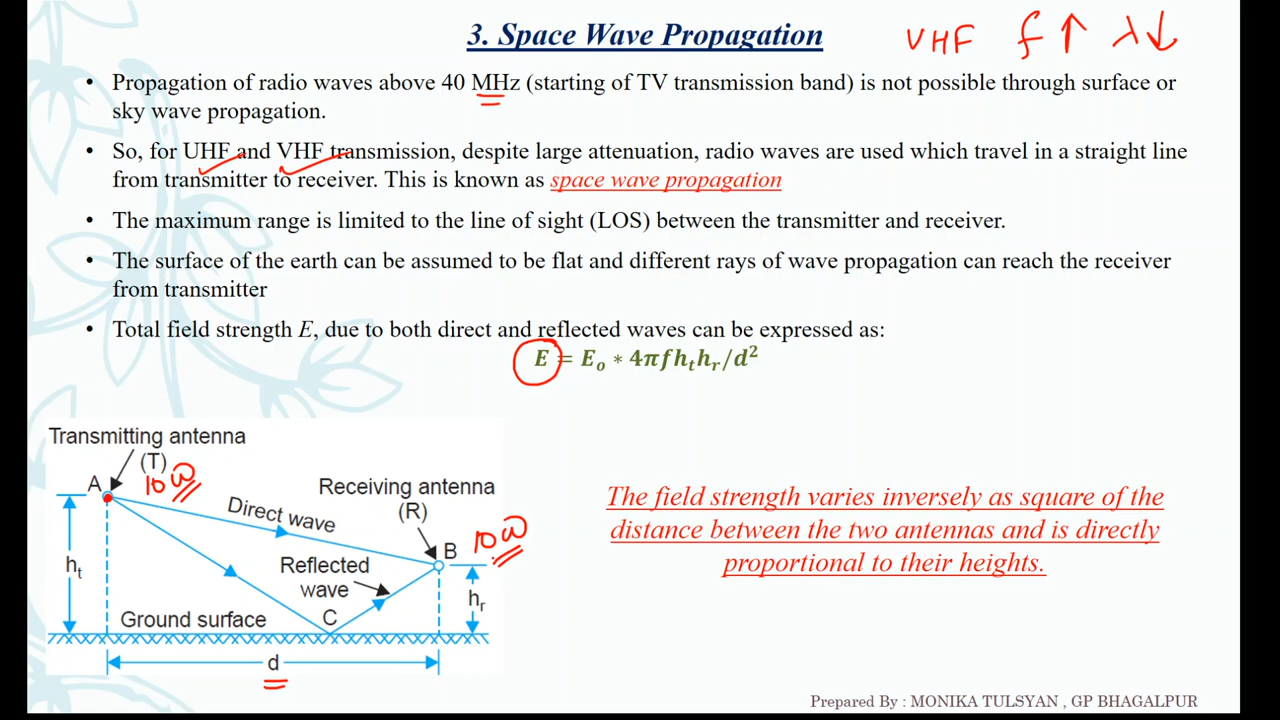 3. Space Wave Propagation
VHF f↑ λ↓
• Propagation of radio waves above 40 MHz (starting of TV transmission band) is not possible through surface or
sky wave propagation.
• So, for UHF and VHF transmission, despite large attenuation, radio waves are used which travel in a straight line
from transmitter to receiver. This is known as space wave propagation
• The maximum range is limited to the line of sight (LOS) between the transmitter and receiver.
• The surface of the earth can be assumed to be flat and different rays of wave propagation can reach the receiver
from transmitter
• Total field strength E, due to both direct and reflected waves can be expressed as:
E = Eₒ * 4πfhₜhᵣ/d²
Transmitting antenna
(T)
A
10 ω
Direct wave
Receiving antenna
(R)
B
10 ω
hₜ
Reflected
wave
hᵣ
C
Ground surface
d
The field strength varies inversely as square of the
distance between the two antennas and is directly
proportional to their heights.
Prepared By : MONIKA TULSYAN , GP BHAGALPUR